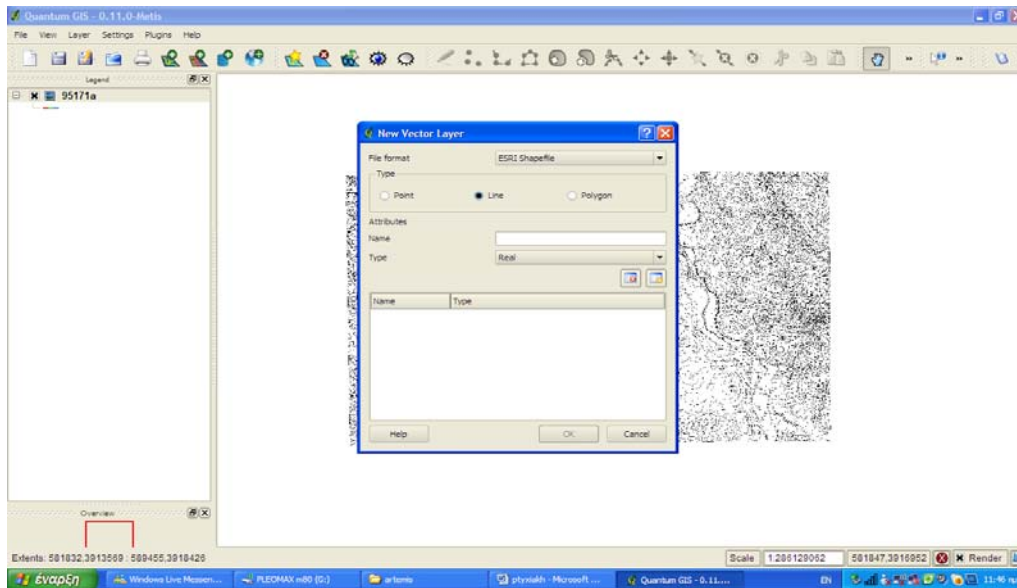 Quantum GIS - 0.11.0-Metis
File View Layer Settings Plugins Help
Legend
95171a
New Vector Layer
File format ESRI Shapefile
Type
Point Line Polygon
Attributes
Name
Type Real
Name Type
Help OK Cancel
Overview
Extents: 581832,3913569 : 589455,3918426
Scale 1:286129062 581847,3916952 Render
έναρξη Windows Live Messen... PLEOMAX m80 (G:) artemis ptyxiakh - Microsoft ... Quantum GIS - 0.11.... EN 11:46